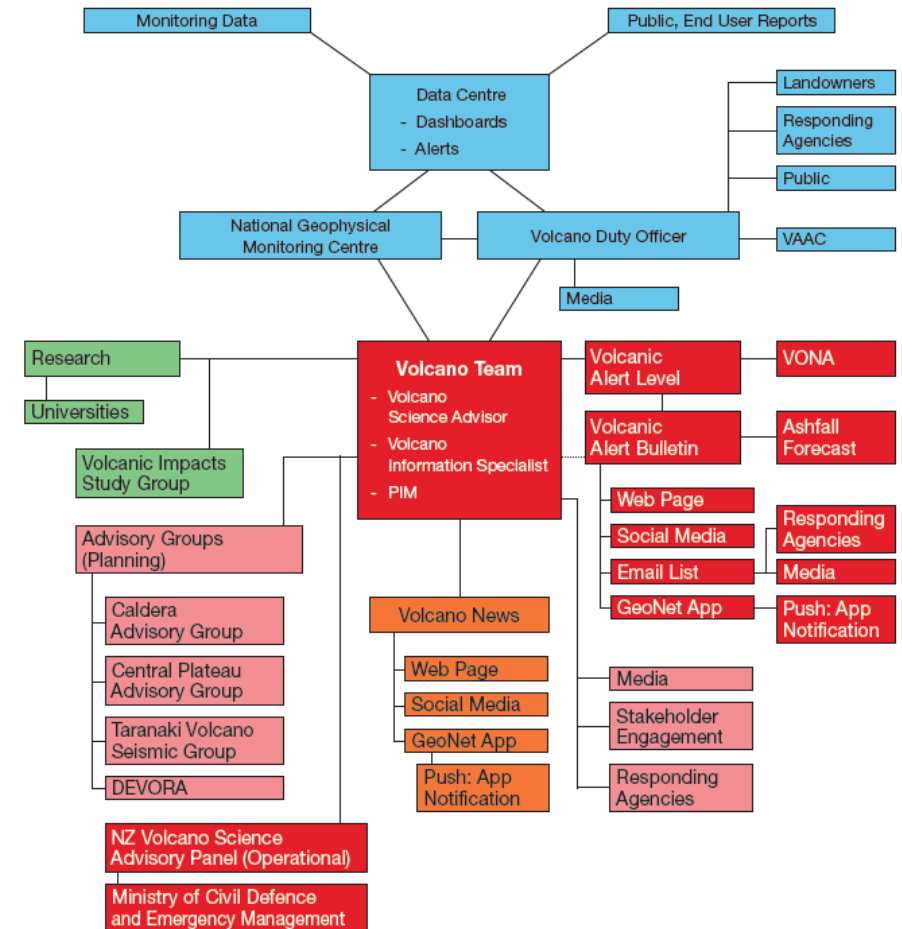 Monitoring Data
Public, End User Reports
Data Centre
- Dashboards
- Alerts
Landowners
Responding
Agencies
Public
National Geophysical
Monitoring Centre
Volcano Duty Officer
VAAC
Media
Research
Universities
Volcanic Impacts
Study Group
Volcano Team
- Volcano
Science Advisor
- Volcano
Information Specialist
- PIM
Volcanic
Alert Level
VONA
Volcanic
Alert Bulletin
Ashfall
Forecast
Web Page
Social Media
Email List
GeoNet App
Responding
Agencies
Media
Push: App
Notification
Advisory Groups
(Planning)
Caldera
Advisory Group
Central Plateau
Advisory Group
Taranaki Volcano
Seismic Group
DEVORA
Volcano News
Web Page
Social Media
GeoNet App
Push: App
Notification
Media
Stakeholder
Engagement
Responding
Agencies
NZ Volcano Science
Advisory Panel (Operational)
Ministry of Civil Defence
and Emergency Management